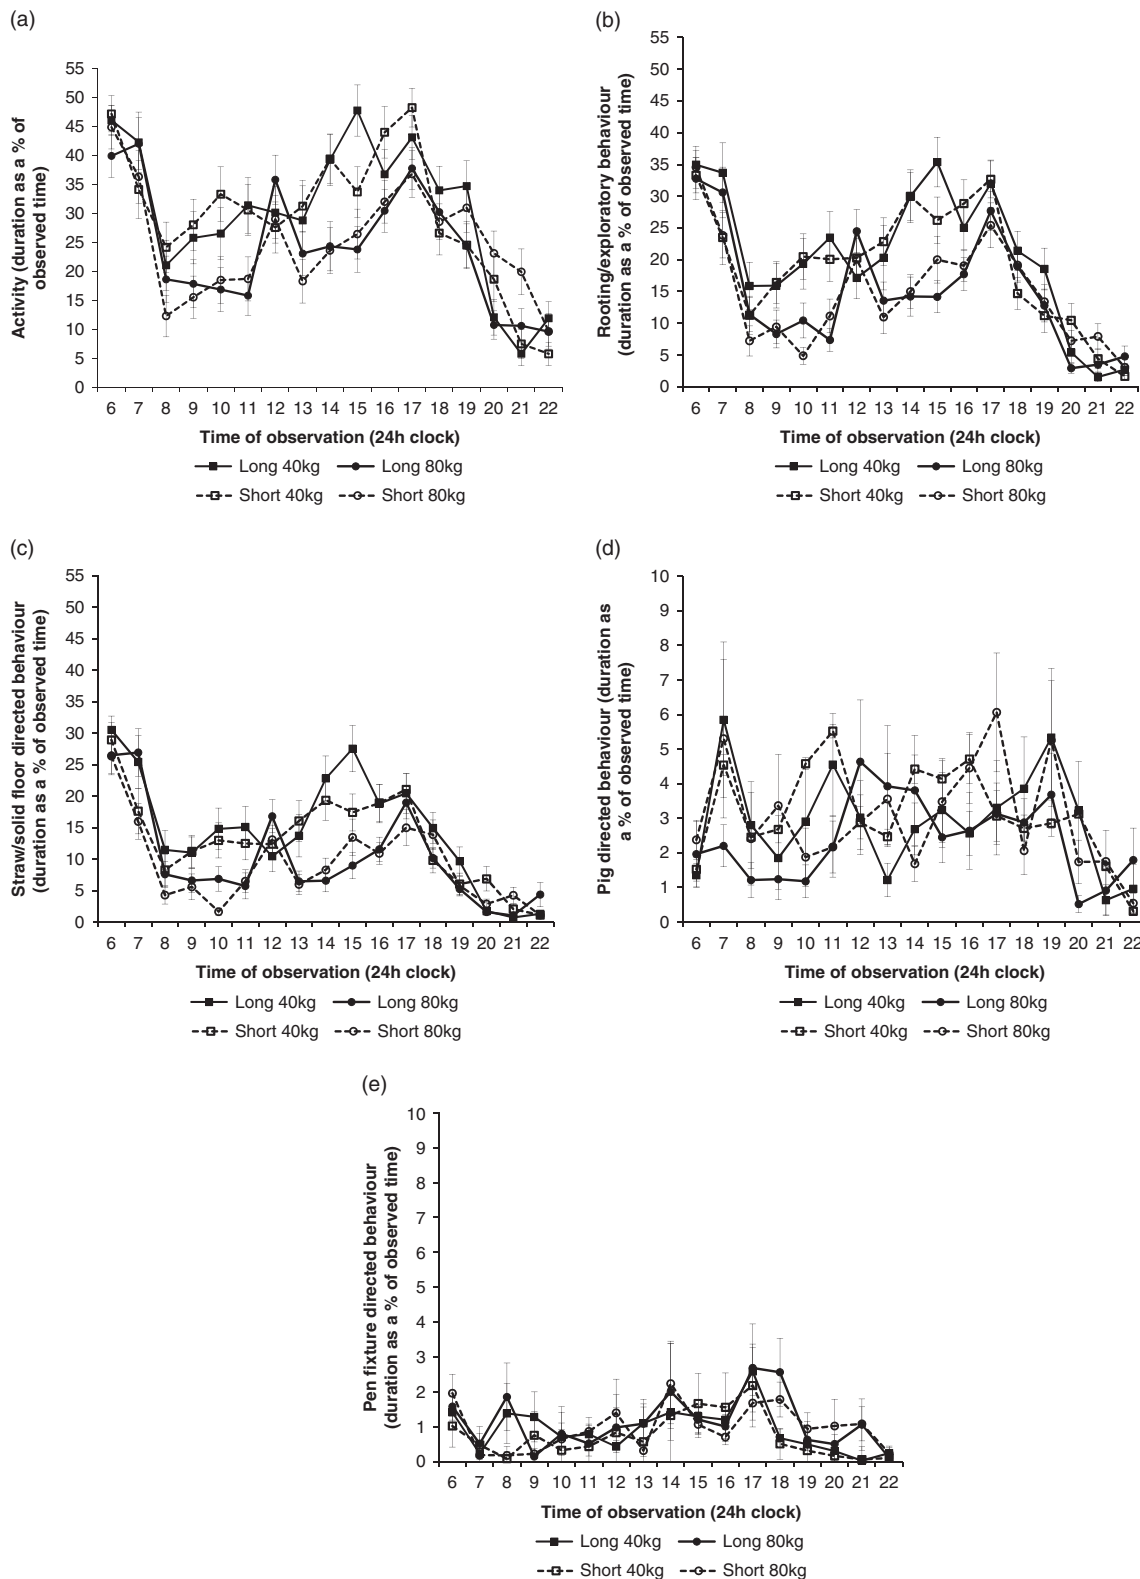 (a)
Activity (duration as a % of
observed time)
55
50
45
40
35
30
25
20
15
10
5
0
6 7 8 9 10 11 12 13 14 15 16 17 18 19 20 21 22
Time of observation (24h clock)
Long 40kg Long 80kg
Short 40kg Short 80kg
(b)
Rooting/exploratory behaviour
(duration as a % of observed time)
55
50
45
40
35
30
25
20
15
10
5
0
6 7 8 9 10 11 12 13 14 15 16 17 18 19 20 21 22
Time of observation (24h clock)
Long 40kg Long 80kg
Short 40kg Short 80kg
(c)
Straw/solid floor directed behaviour
(duration as a % of observed time)
55
50
45
40
35
30
25
20
15
10
5
0
6 7 8 9 10 11 12 13 14 15 16 17 18 19 20 21 22
Time of observation (24h clock)
Long 40kg Long 80kg
Short 40kg Short 80kg
(d)
Pig directed behaviour (duration as
a % of observed time)
10
9
8
7
6
5
4
3
2
1
0
6 7 8 9 10 11 12 13 14 15 16 17 18 19 20 21 22
Time of observation (24h clock)
Long 40kg Long 80kg
Short 40kg Short 80kg
(e)
Pen fixture directed behaviour
(duration as a % of observed time)
10
9
8
7
6
5
4
3
2
1
0
6 7 8 9 10 11 12 13 14 15 16 17 18 19 20 21 22
Time of observation (24h clock)
Long 40kg Long 80kg
Short 40kg Short 80kg